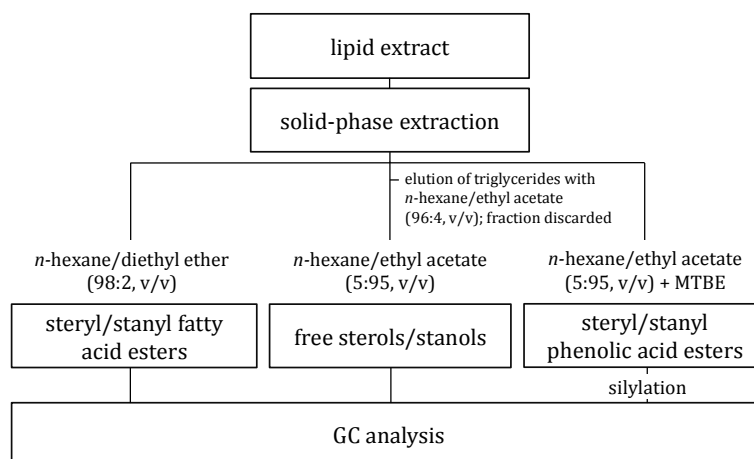 lipid extract
solid-phase extraction
elution of triglycerides with
n-hexane/ethyl acetate
(96:4, v/v); fraction discarded
n-hexane/diethyl ether
(98:2, v/v)
n-hexane/ethyl acetate
(5:95, v/v)
n-hexane/ethyl acetate
(5:95, v/v) + MTBE
steryl/stanyl fatty
acid esters
free sterols/stanols
steryl/stanyl
phenolic acid esters
silylation
GC analysis